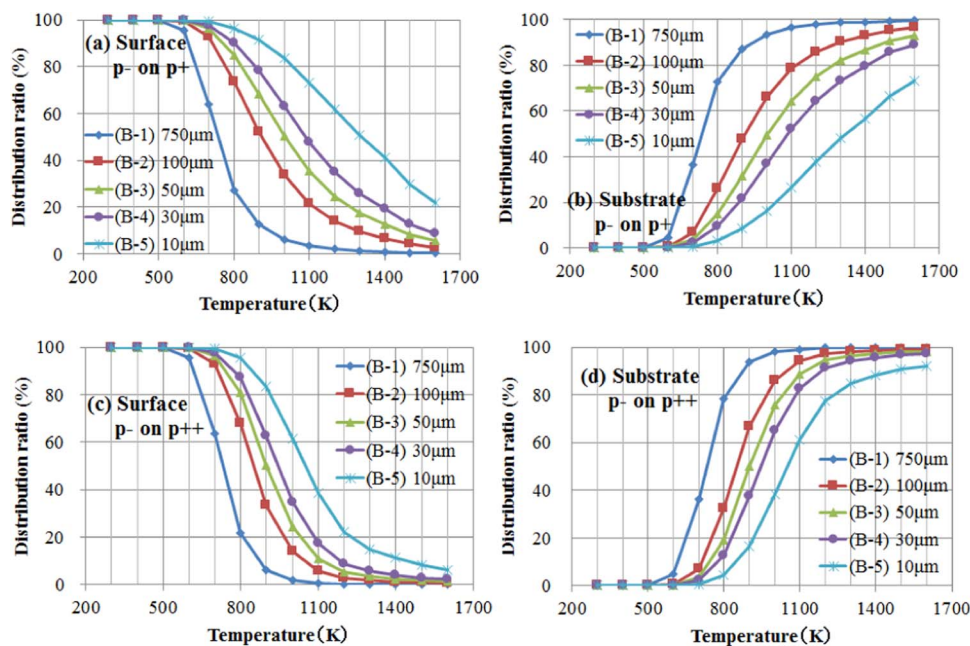 Distribution ratio (%)
100
80
60
40
20
0
(a) Surface
p- on p+
(B-1) 750μm
(B-2) 100μm
(B-3) 50μm
(B-4) 30μm
(B-5) 10μm
200 500 800 1100 1400 1700
Temperature(K)
Distribution ratio (%)
100
80
60
40
20
0
(B-1) 750μm
(B-2) 100μm
(B-3) 50μm
(B-4) 30μm
(B-5) 10μm
(b) Substrate
p- on p+
200 500 800 1100 1400 1700
Temperature(K)
Distribution ratio (%)
100
80
60
40
20
0
(c) Surface
p- on p++
(B-1) 750μm
(B-2) 100μm
(B-3) 50μm
(B-4) 30μm
(B-5) 10μm
200 500 800 1100 1400 1700
Temperature(K)
Distribution ratio (%)
100
80
60
40
20
0
(d) Substrate
p- on p++
(B-1) 750μm
(B-2) 100μm
(B-3) 50μm
(B-4) 30μm
(B-5) 10μm
200 500 800 1100 1400 1700
Temperature(K)